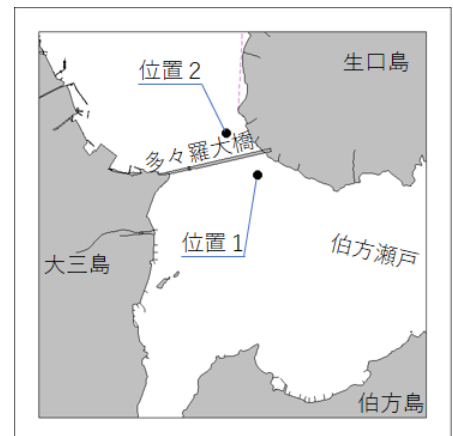 生口島
位置2
多々羅大橋
位置1
伯方瀬戸
大三島
伯方島